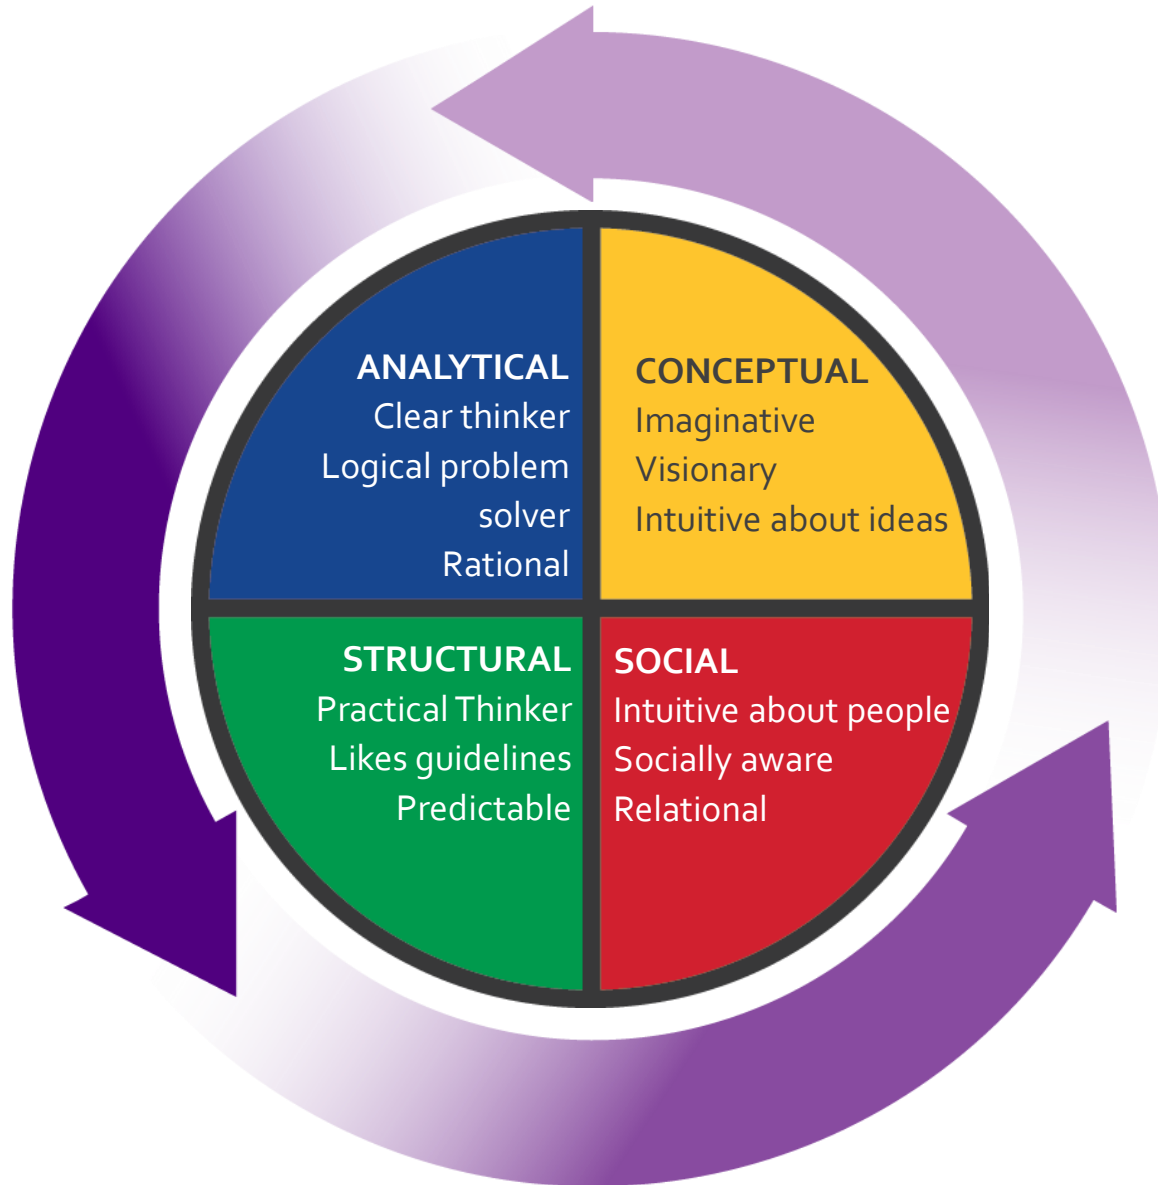 ANALYTICAL
Clear thinker
Logical problem
solver
Rational
CONCEPTUAL
Imaginative
Visionary
Intuitive about ideas
STRUCTURAL
Practical Thinker
Likes guidelines
Predictable
SOCIAL
Intuitive about people
Socially aware
Relational